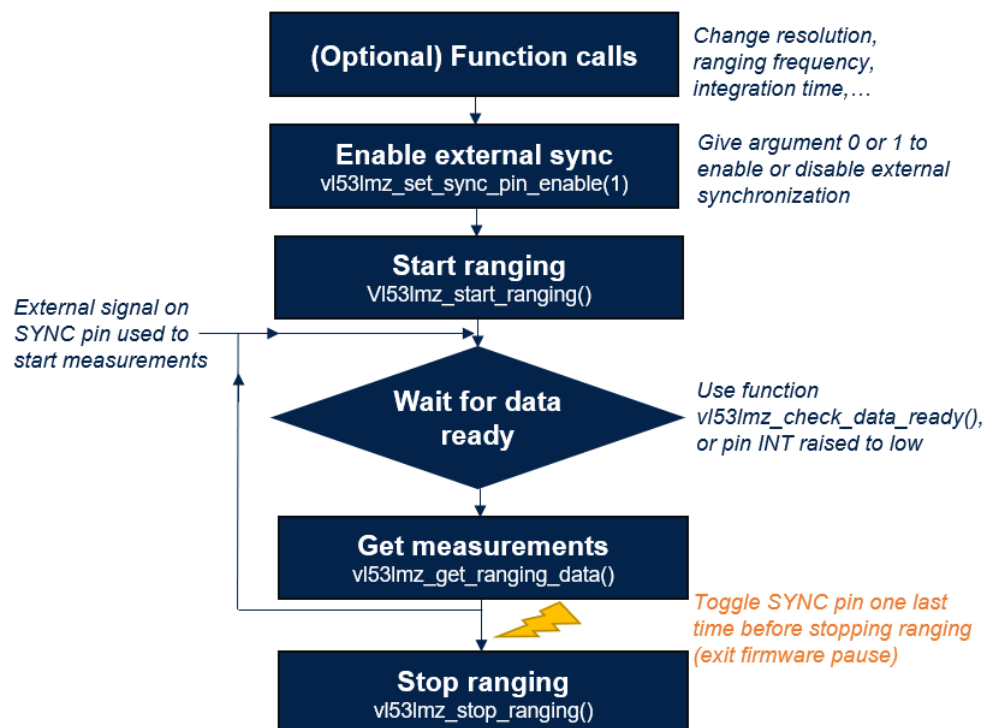 (Optional) Function calls
Change resolution,
ranging frequency,
integration time,…
Enable external sync
vl53lmz_set_sync_pin_enable(1)
Give argument 0 or 1 to
enable or disable external
synchronization
Start ranging
Vl53lmz_start_ranging()
External signal on
SYNC pin used to
start measurements
Wait for data
ready
Use function
vl53lmz_check_data_ready(),
or pin INT raised to low
Get measurements
vl53lmz_get_ranging_data()
Toggle SYNC pin one last
time before stopping ranging
(exit firmware pause)
Stop ranging
vl53lmz_stop_ranging()